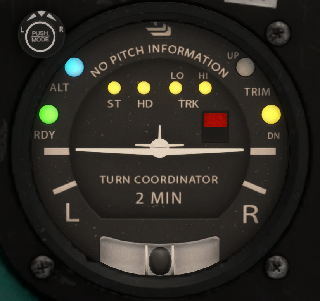 L PUSH MODE R
NO PITCH INFORMATION
UP
ALT
LO HI
TRIM
ST HD TRK
RDY
DN
TURN COORDINATOR
2 MIN
L R